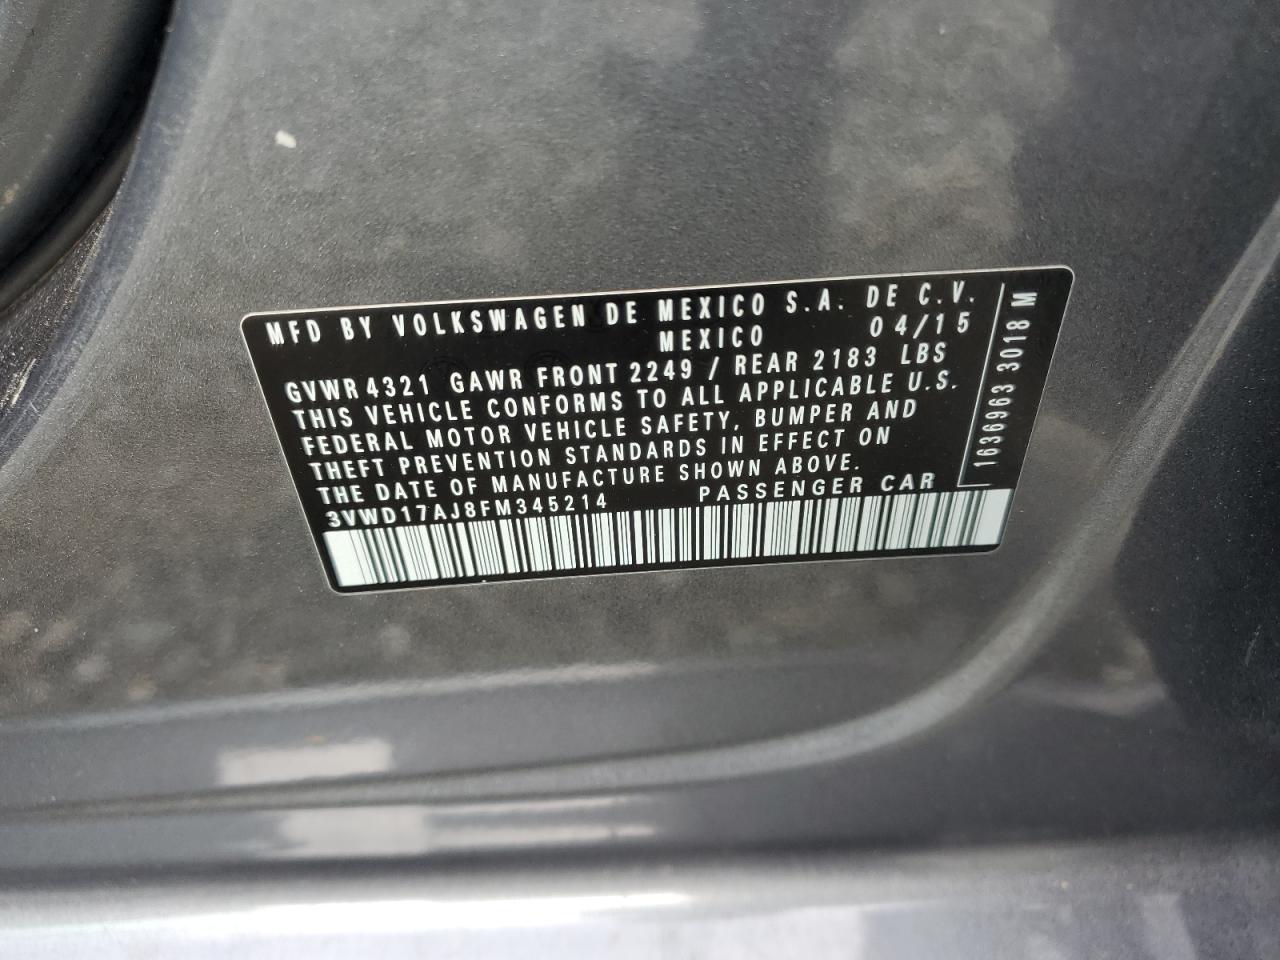 MFD BY VOLKSWAGEN DE MEXICO S.A. DE C.V.
MEXICO 04/15
GVWR 4321 GAWR FRONT 2249 / REAR 2183 LBS
THIS VEHICLE CONFORMS TO ALL APPLICABLE U.S.
FEDERAL MOTOR VEHICLE SAFETY, BUMPER AND
THEFT PREVENTION STANDARDS IN EFFECT ON
THE DATE OF MANUFACTURE SHOWN ABOVE.
3VWD17AJ8FM345214 PASSENGER CAR
1636963 3018 M